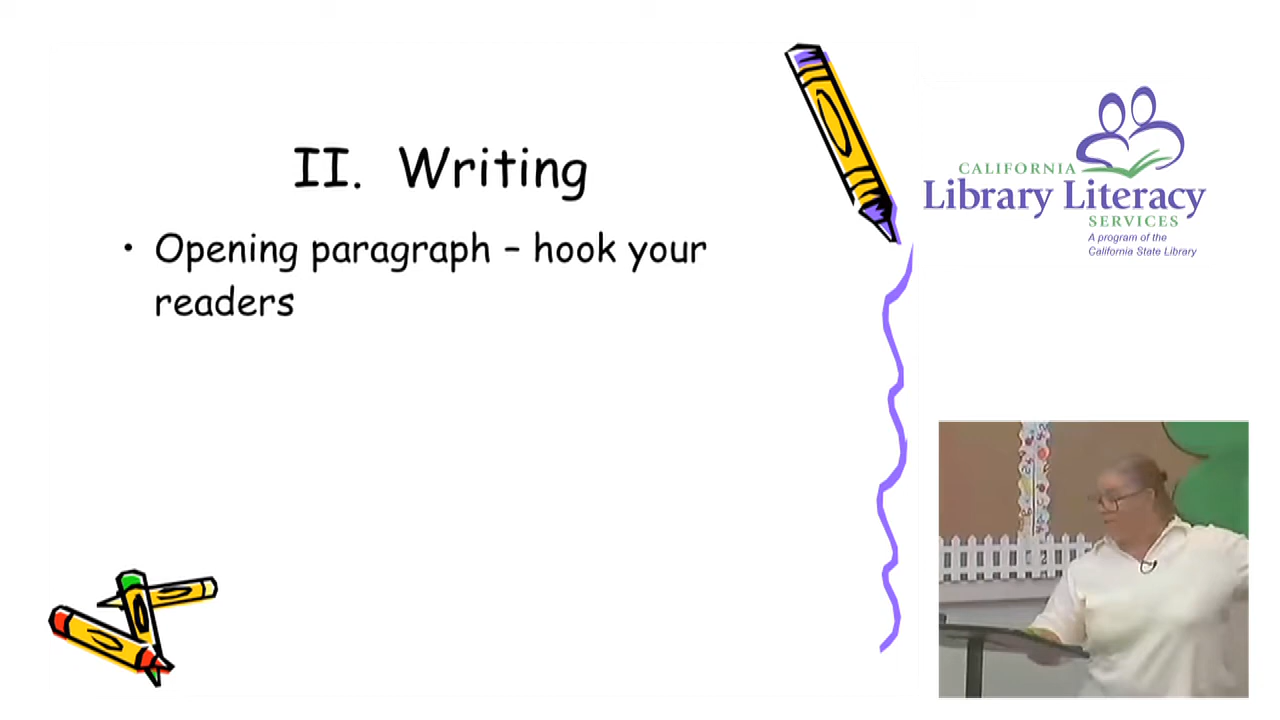 II. Writing
• Opening paragraph – hook your
readers
CALIFORNIA
Library Literacy
SERVICES
A program of the
California State Library